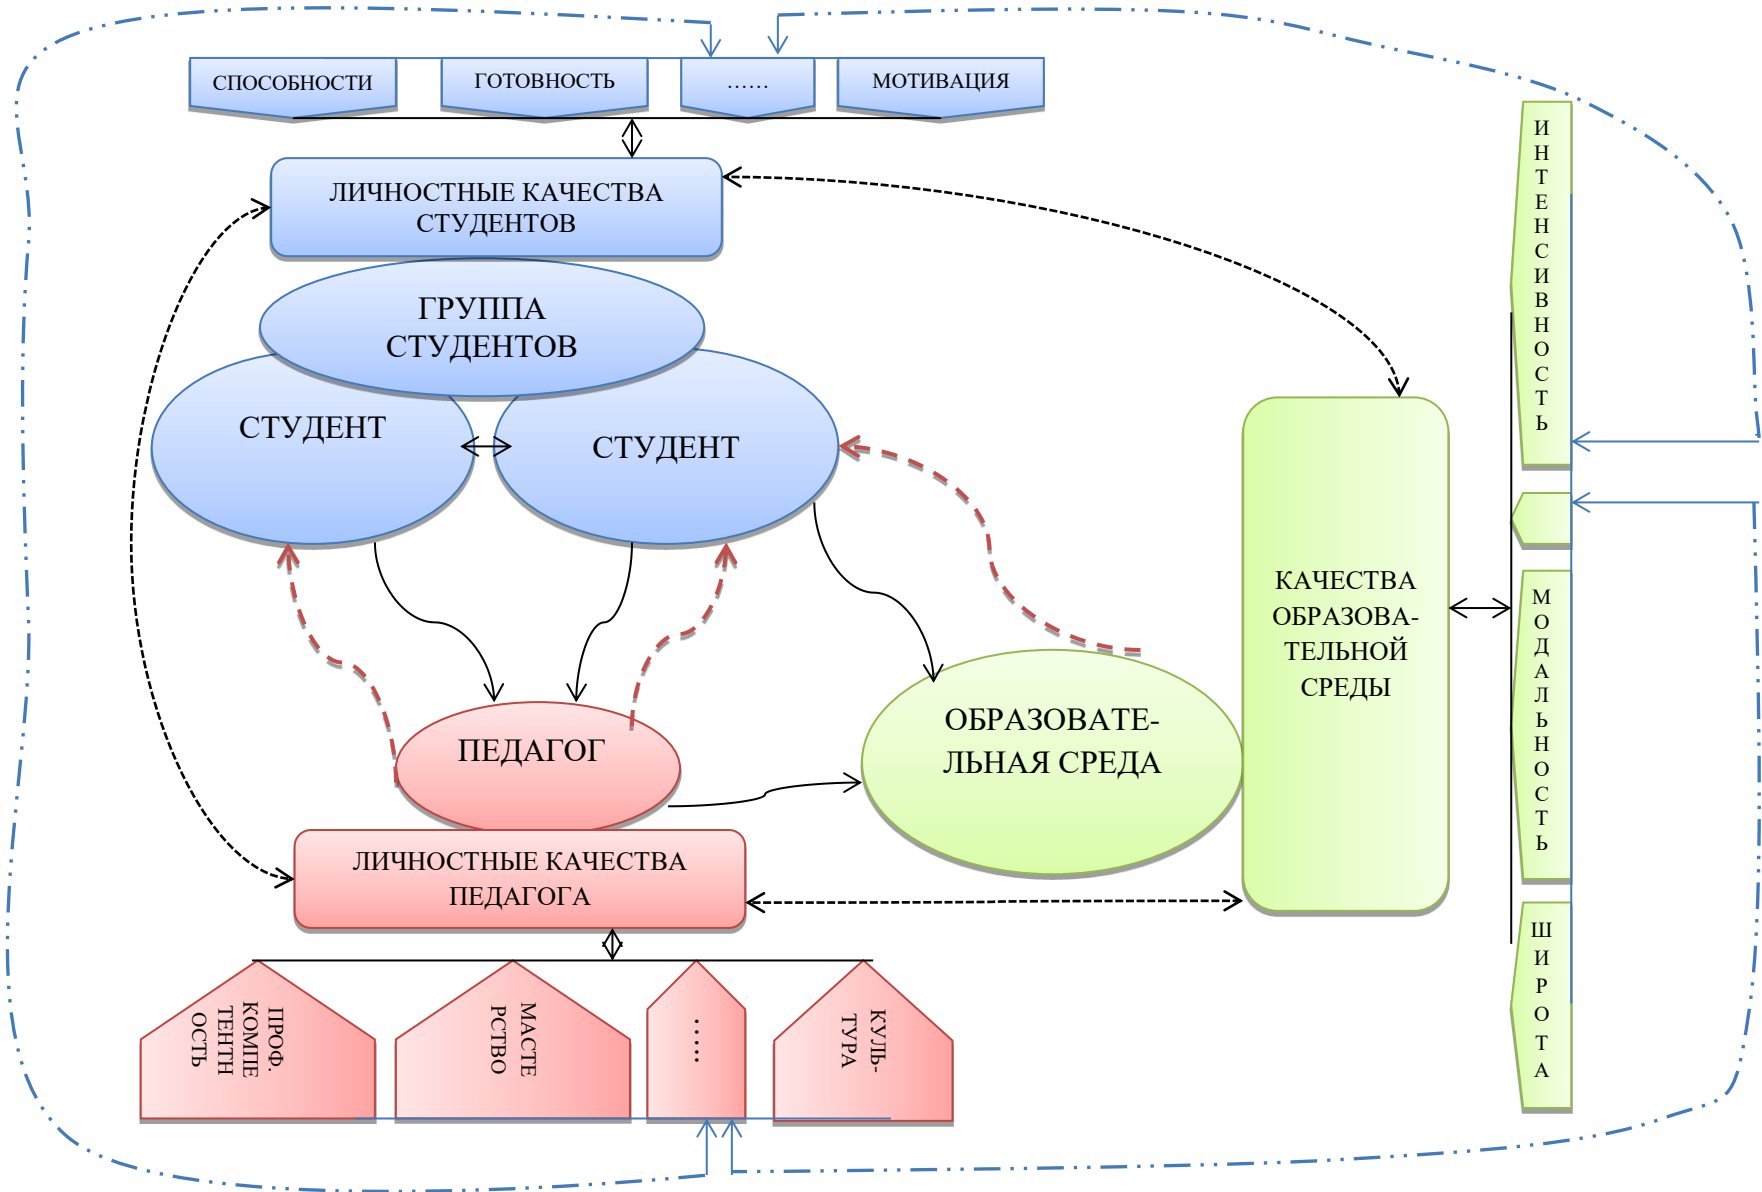 СПОСОБНОСТИ
ГОТОВНОСТЬ
……
МОТИВАЦИЯ
ЛИЧНОСТНЫЕ КАЧЕСТВА
СТУДЕНТОВ
ГРУППА
СТУДЕНТОВ
СТУДЕНТ
СТУДЕНТ
ПЕДАГОГ
ОБРАЗОВАТЕ-
ЛЬНАЯ СРЕДА
КАЧЕСТВА
ОБРАЗОВА-
ТЕЛЬНОЙ
СРЕДЫ
ИНТЕНСИВНОСТЬ
МОДАЛЬНОСТЬ
ШИРОТА
ЛИЧНОСТНЫЕ КАЧЕСТВА
ПЕДАГОГА
ПРОФ.
КОМПЕ
ТЕНТН
ОСТЬ
МАСТЕ
РСТВО
……
КУЛЬ-
ТУРА